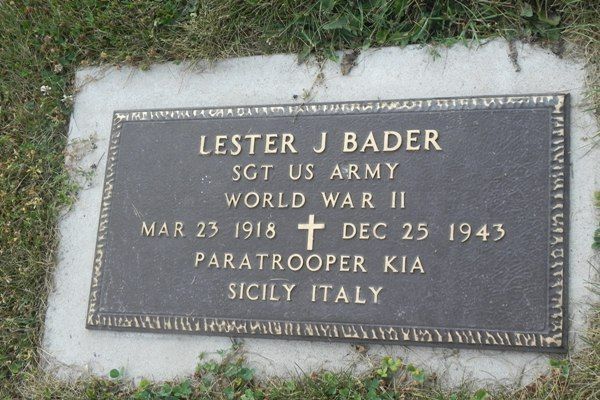 LESTER J BADER
SGT US ARMY
WORLD WAR II
MAR 23 1918 DEC 25 1943
PARATROOPER KIA
SICILY ITALY